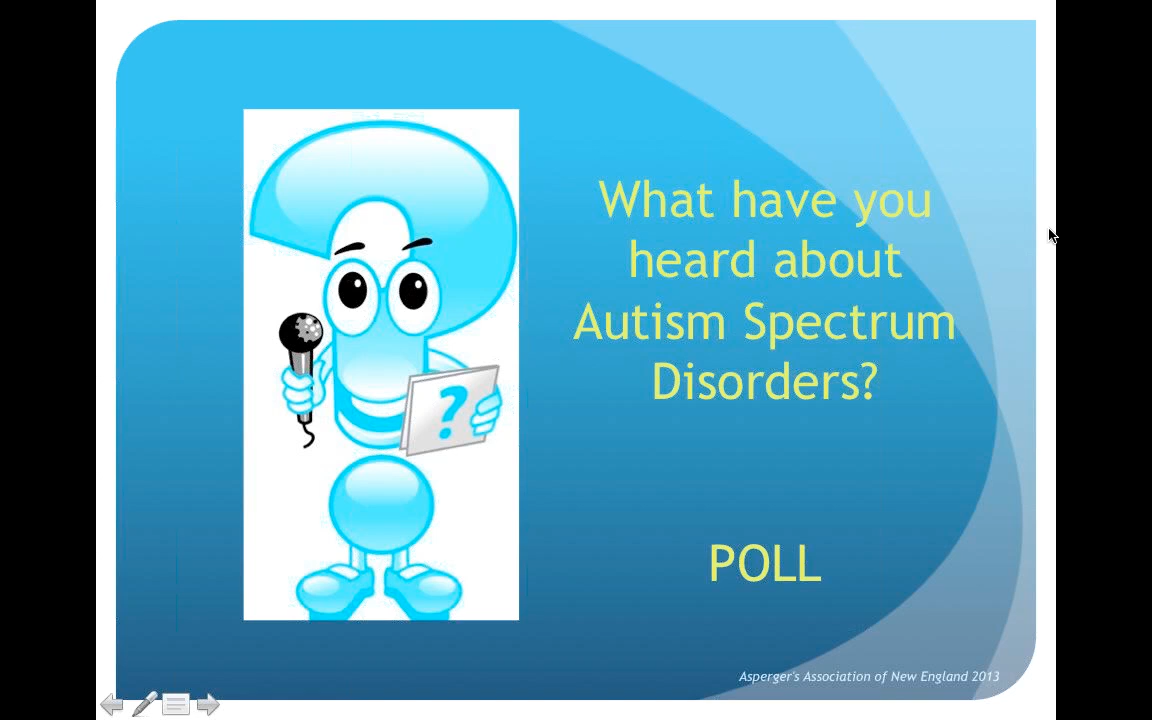 What have you
heard about
Autism Spectrum
Disorders?
?
POLL
Asperger's Association of New England 2013